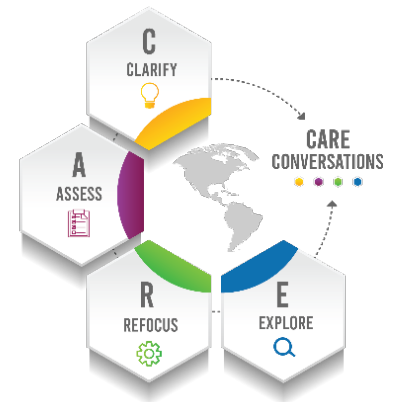 C
CLARIFY
A
ASSESS
R
REFOCUS
E
EXPLORE
CARE
CONVERSATIONS